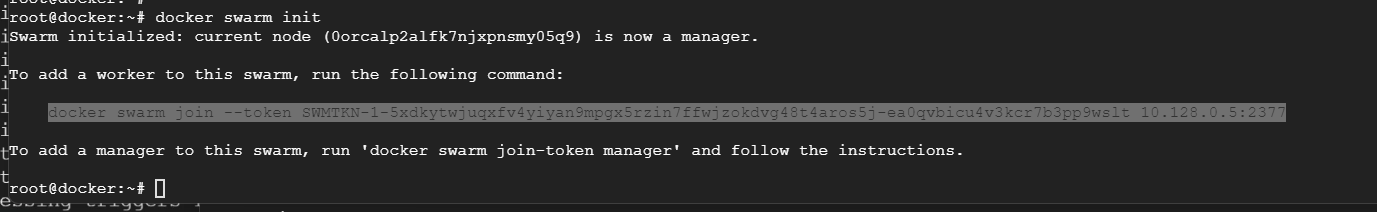 root@docker:~# docker swarm init
Swarm initialized: current node (0orcalp2alfk7njxpnsmy05q9) is now a manager.
To add a worker to this swarm, run the following command:
docker swarm join --token SWMTKN-1-5xdkytwjuqxfv4yiyan9mpgx5rzin7ffwjzokdvg48t4aros5j-ea0qvbicu4v3kcr7b3pp9wslt 10.128.0.5:2377
To add a manager to this swarm, run 'docker swarm join-token manager' and follow the instructions.
root@docker:~#